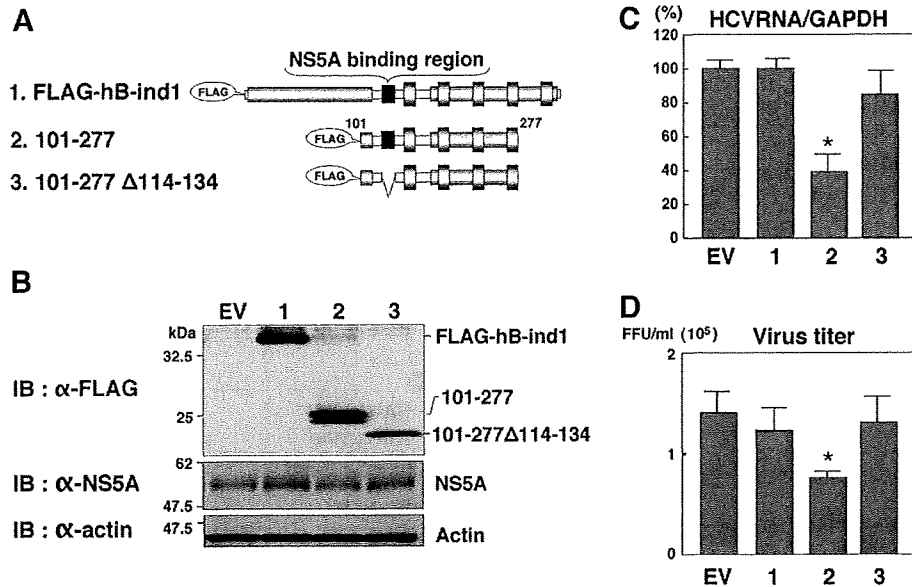 A
NS5A binding region
1. FLAG-hB-ind1
FLAG
101
277
2. 101-277
FLAG
3. 101-277 Δ114-134
FLAG
B
EV 1 2 3
kDa
32.5
25
IB : α-FLAG
FLAG-hB-ind1
101-277
101-277Δ114-134
62
IB : α-NS5A
NS5A
47.5
47.5
IB : α-actin
Actin
C
(%)
HCVRNA/GAPDH
120
100
80
60
40
20
0
*
EV 1 2 3
D
FFU/ml (10⁵)
Virus titer
2
1
0
*
EV 1 2 3